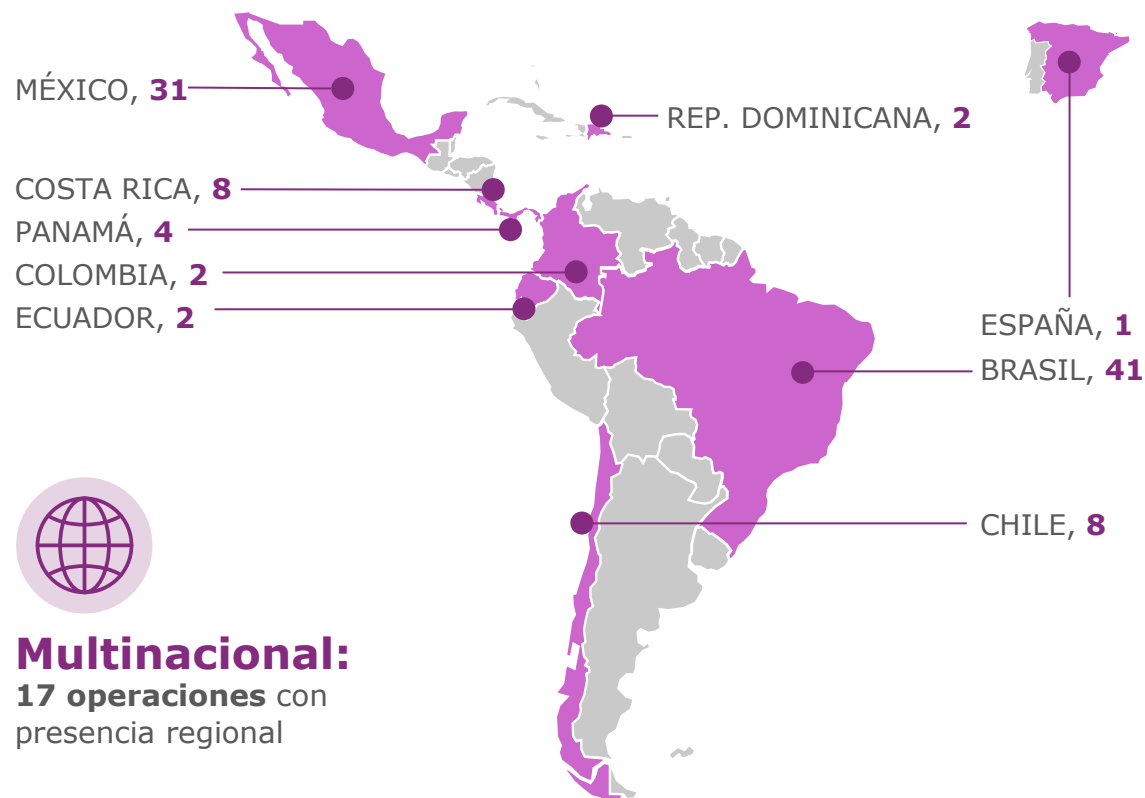 MÉXICO, 31
REP. DOMINICANA, 2
COSTA RICA, 8
PANAMÁ, 4
COLOMBIA, 2
ECUADOR, 2
ESPAÑA, 1
BRASIL, 41
CHILE, 8
Multinacional:
17 operaciones con
presencia regional